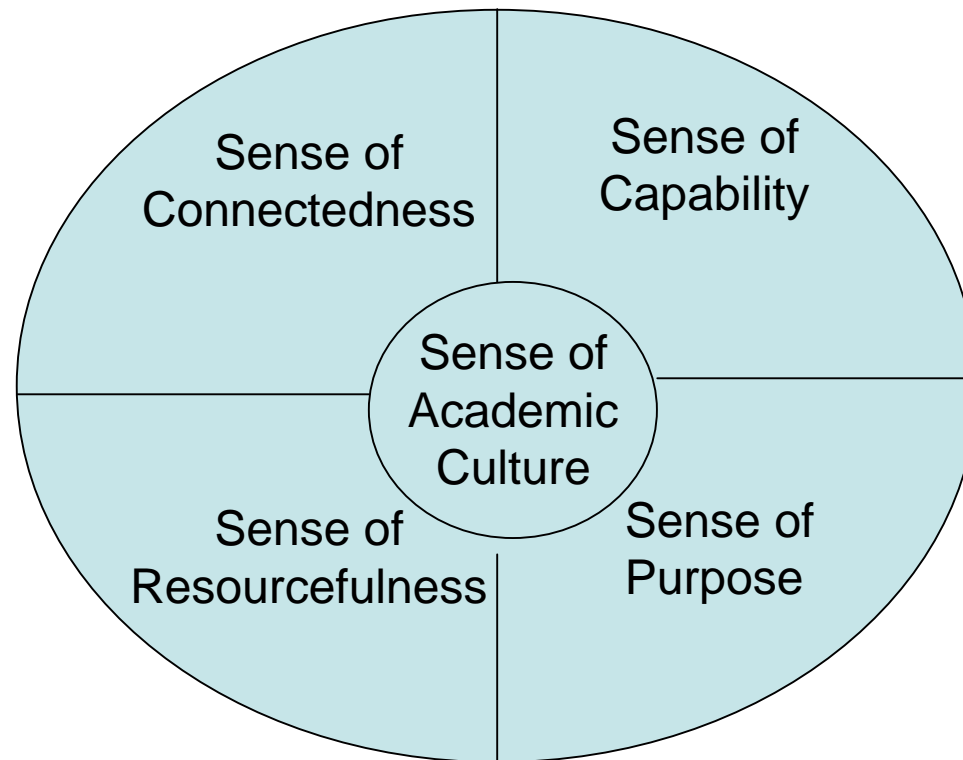 Sense of
Connectedness
Sense of
Capability
Sense of
Academic
Culture
Sense of
Resourcefulness
Sense of
Purpose